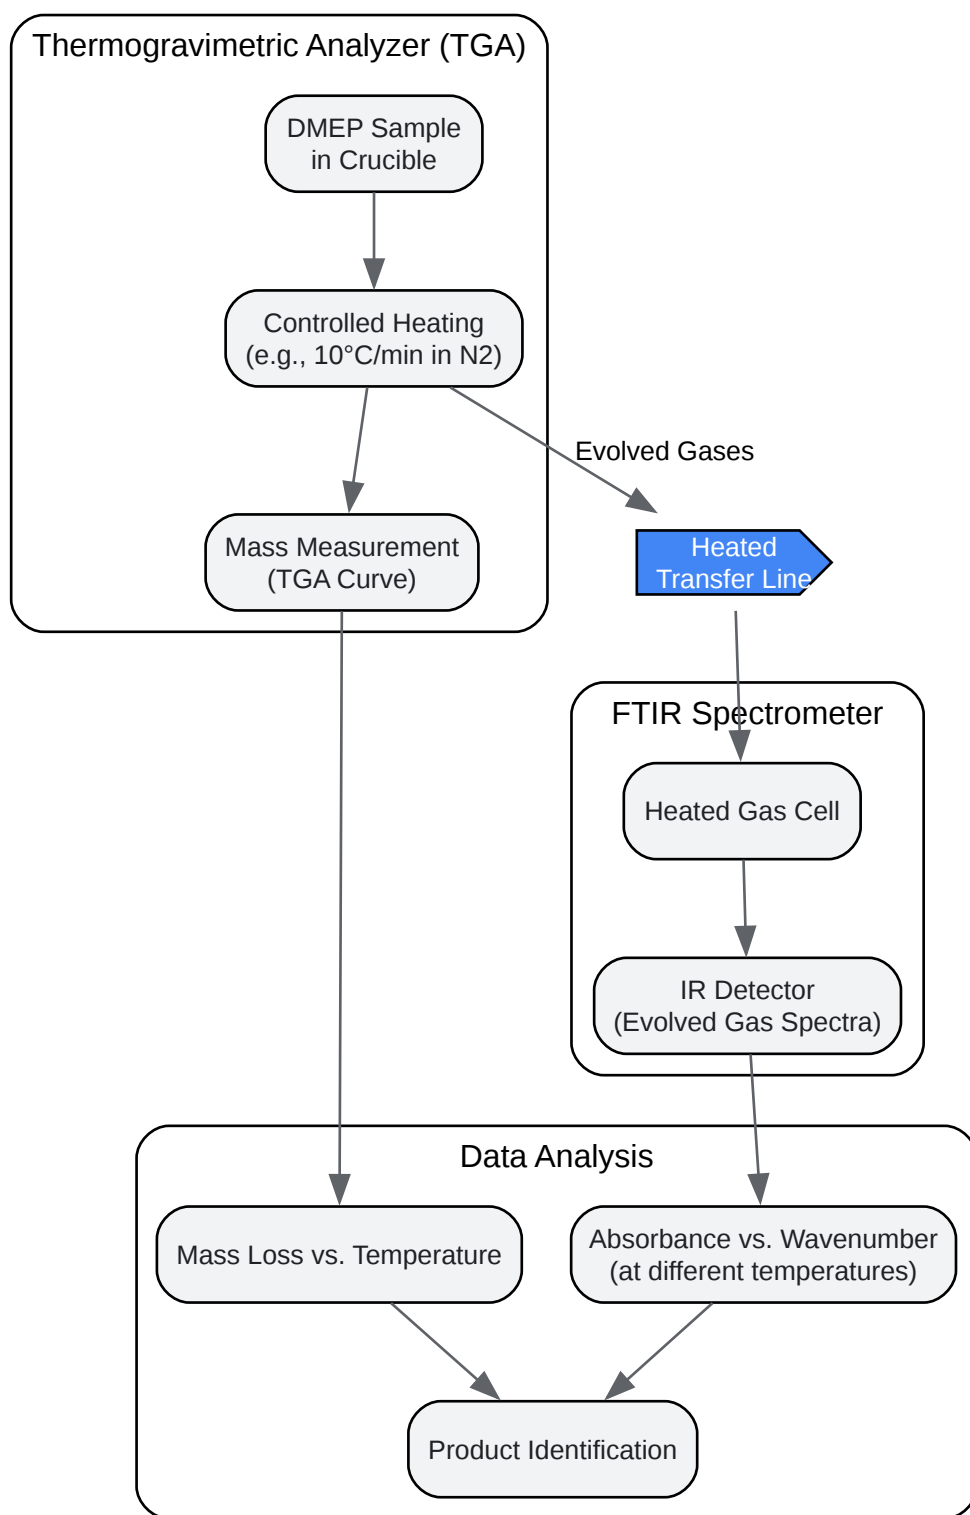 Thermogravimetric Analyzer (TGA)
DMEP Sample
in Crucible
Controlled Heating
(e.g., 10°C/min in N2)
Evolved Gases
Mass Measurement
(TGA Curve)
Heated
Transfer Line
FTIR Spectrometer
Heated Gas Cell
IR Detector
(Evolved Gas Spectra)
Data Analysis
Mass Loss vs. Temperature
Absorbance vs. Wavenumber
(at different temperatures)
Product Identification